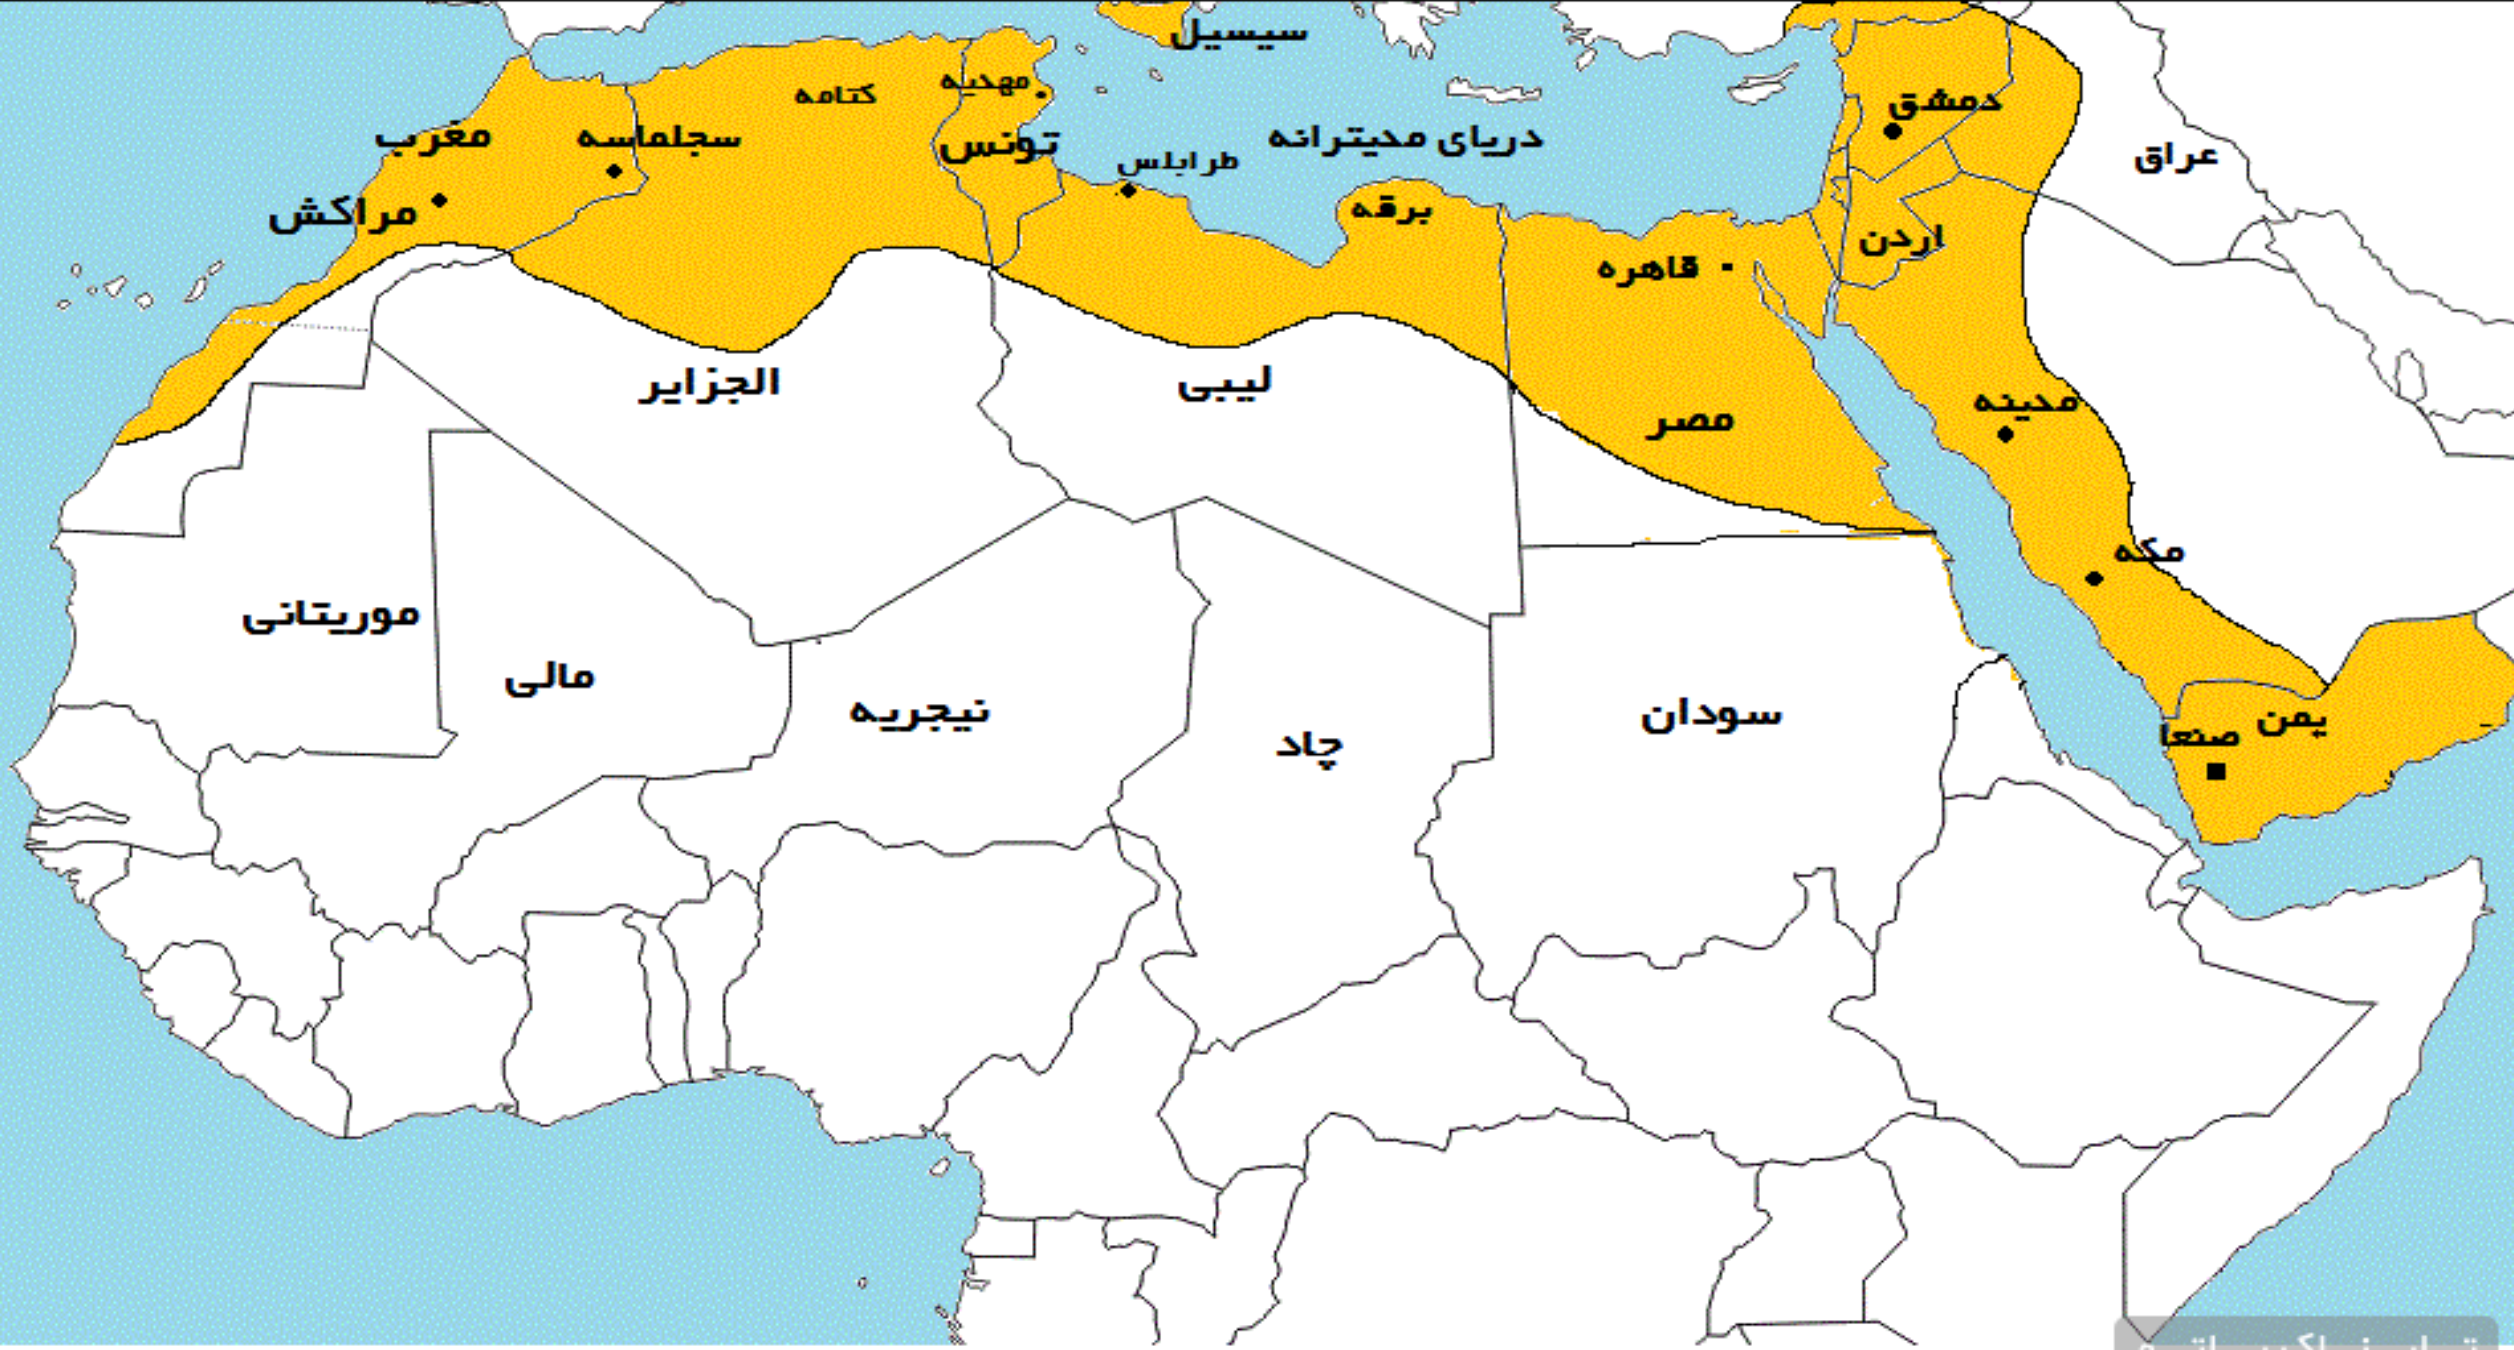 سیسیل
کتامه
مهدیه
دمشق
مغرب
سجلماسه
تونس
طرابلس
دریای مدیترانه
عراق
مراکش
برقه
قاهره
اردن
الجزایر
لیبی
مصر
مدینه
مکه
موریتانی
مالی
نیجریه
چاد
سودان
یمن
صنعا